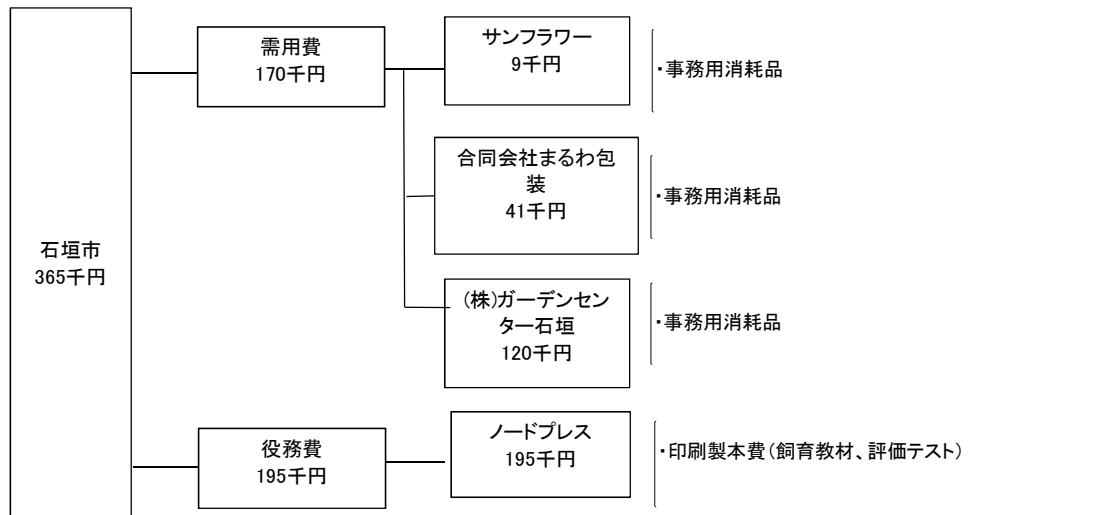 石垣市
365千円
需用費
170千円
サンフラワー
9千円
・事務用消耗品
合同会社まるわ包
装
41千円
・事務用消耗品
(株)ガーデンセン
ター石垣
120千円
・事務用消耗品
役務費
195千円
ノードプレス
195千円
・印刷製本費(飼育教材、評価テスト)